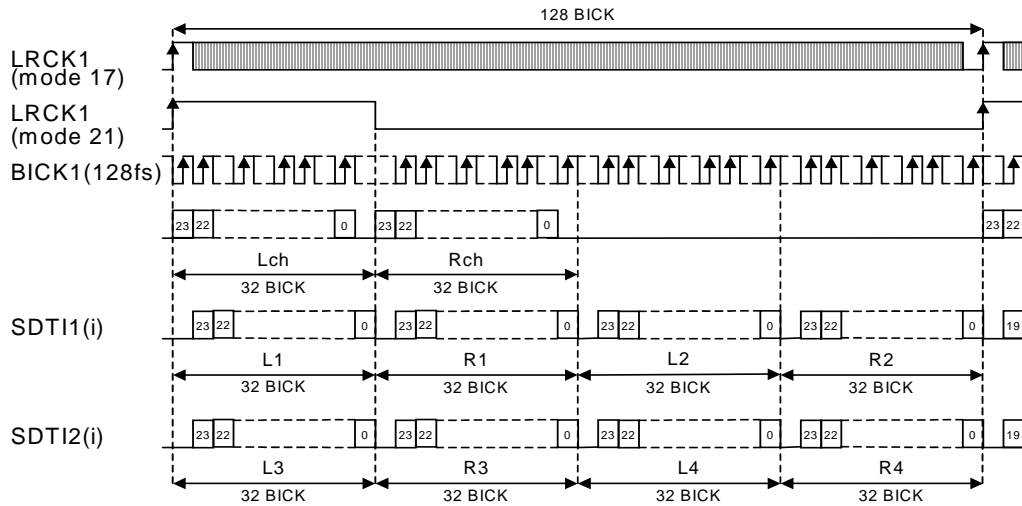 128 BICK
LRCK1
(mode 17)
LRCK1
(mode 21)
BICK1(128fs)
23 22 0 23 22 0 23 22
Lch Rch
32 BICK 32 BICK
SDTI1(i)
23 22 0 23 22 0 23 22 0 23 22 0 19
L1 R1 L2 R2
32 BICK 32 BICK 32 BICK 32 BICK
SDTI2(i)
23 22 0 23 22 0 23 22 0 23 22 0 19
L3 R3 L4 R4
32 BICK 32 BICK 32 BICK 32 BICK